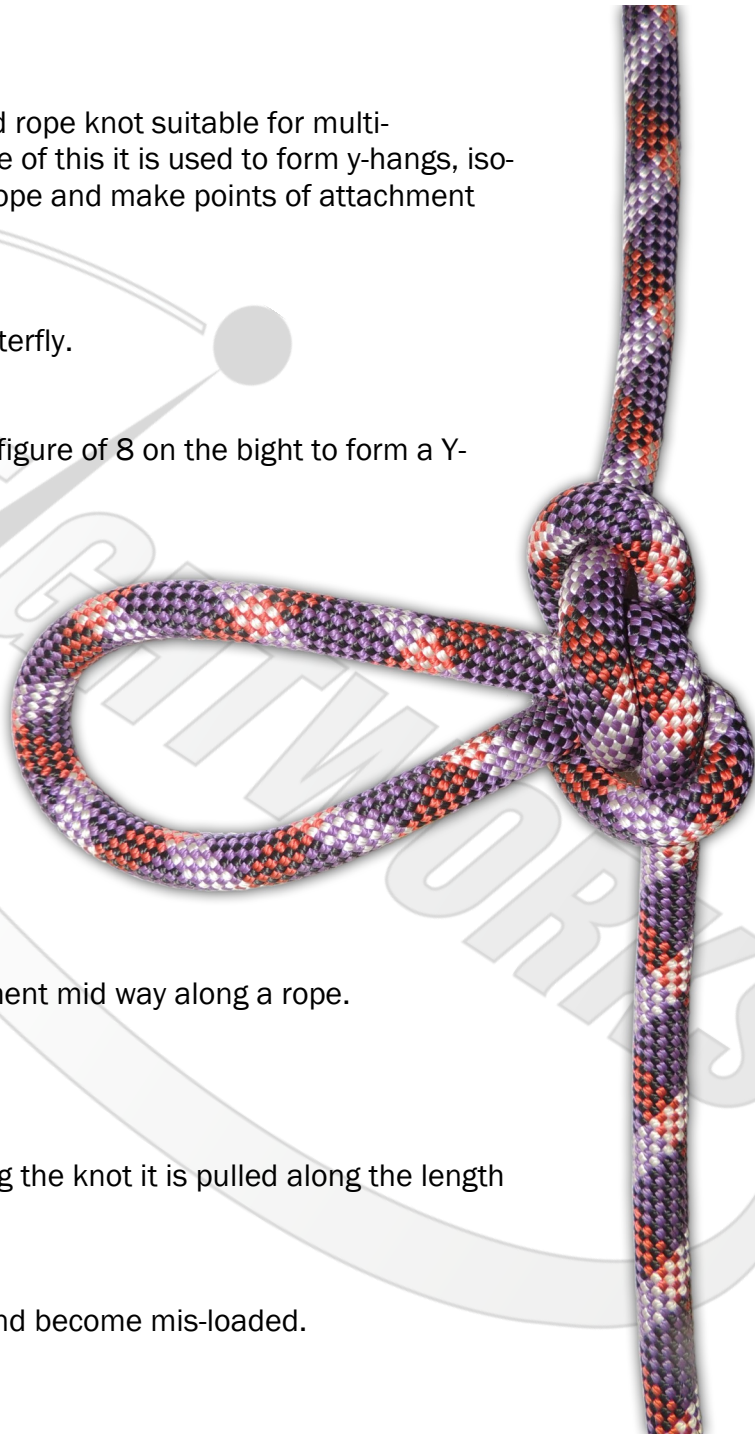 d rope knot suitable for multi-
e of this it is used to form y-hangs, iso-
ope and make points of attachment
terfly.
figure of 8 on the bight to form a Y-
GHTWORKS
ment mid way along a rope.
g the knot it is pulled along the length
nd become mis-loaded.